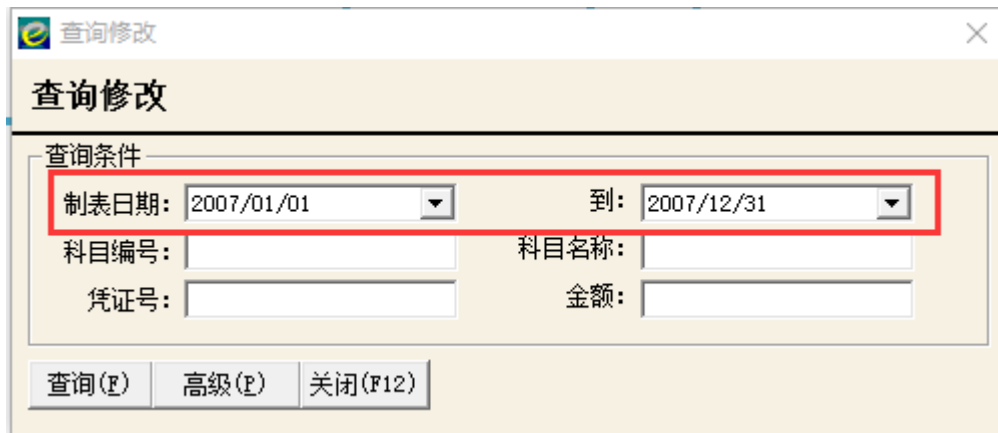 查询修改
查询修改
查询条件
制表日期: 2007/01/01 到: 2007/12/31
科目编号: 科目名称:
凭证号: 金额:
查询(F) 高级(P) 关闭(F12)